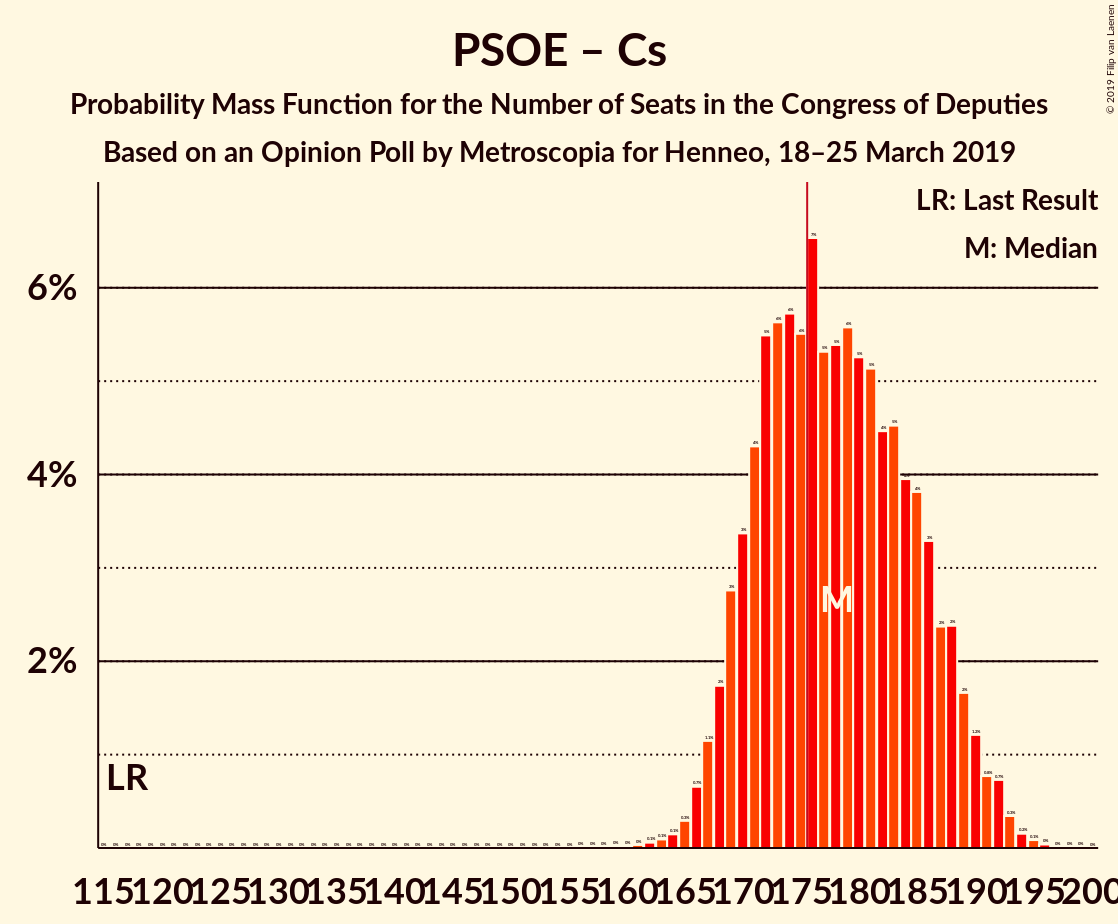 PSOE – Cs
Probability Mass Function for the Number of Seats in the Congress of Deputies
Based on an Opinion Poll by Metroscopia for Henneo, 18–25 March 2019
© 2019 Filip van Laenen
LR: Last Result
M: Median
6%
4%
2%
LR
M
115 120 125 130 135 140 145 150 155 160 165 170 175 180 185 190 195 200